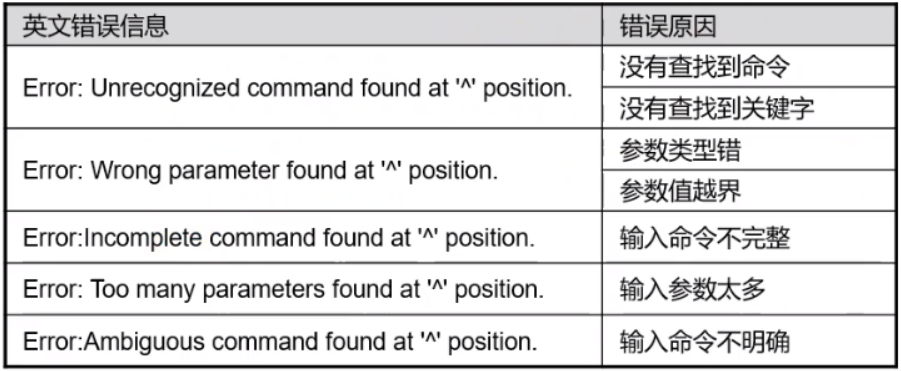 英文错误信息 错误原因
Error: Unrecognized command found at '^' position. 没有查找到命令
没有查找到关键字
Error: Wrong parameter found at '^' position. 参数类型错
参数值越界
Error:Incomplete command found at '^' position. 输入命令不完整
Error: Too many parameters found at '^' position. 输入参数太多
Error:Ambiguous command found at '^' position. 输入命令不明确